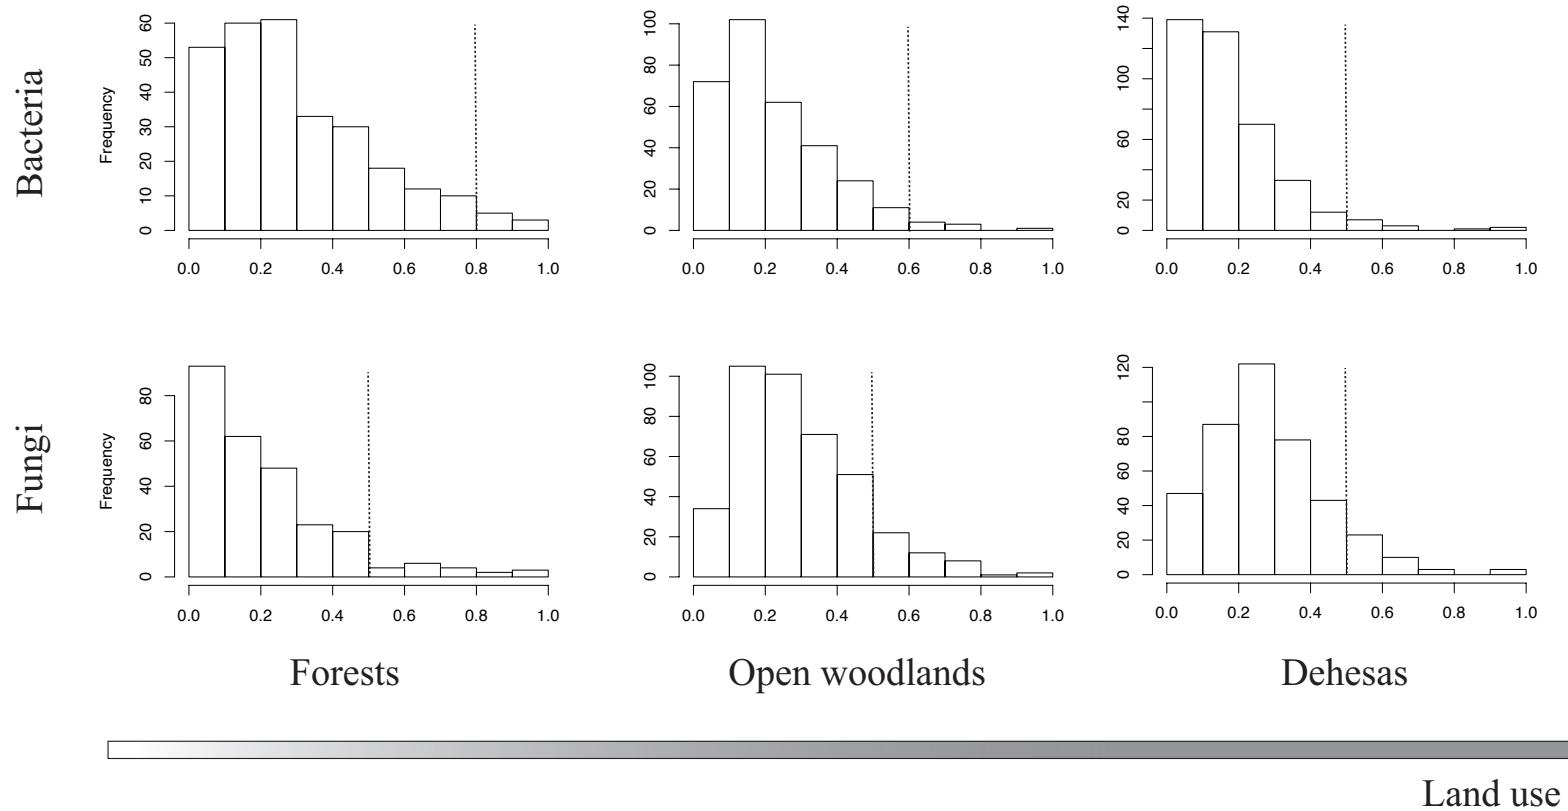 Bacteria
Frequency
0 10 20 30 40 50 60
0.0 0.2 0.4 0.6 0.8 1.0
0 20 40 60 80 100
0.0 0.2 0.4 0.6 0.8 1.0
0 20 60 100 140
0.0 0.2 0.4 0.6 0.8 1.0
Fungi
Frequency
0 20 40 60 80
0.0 0.2 0.4 0.6 0.8 1.0
0 20 40 60 80 100
0.0 0.2 0.4 0.6 0.8 1.0
0 20 40 60 80 120
0.0 0.2 0.4 0.6 0.8 1.0
Forests
Open woodlands
Dehesas
Land use